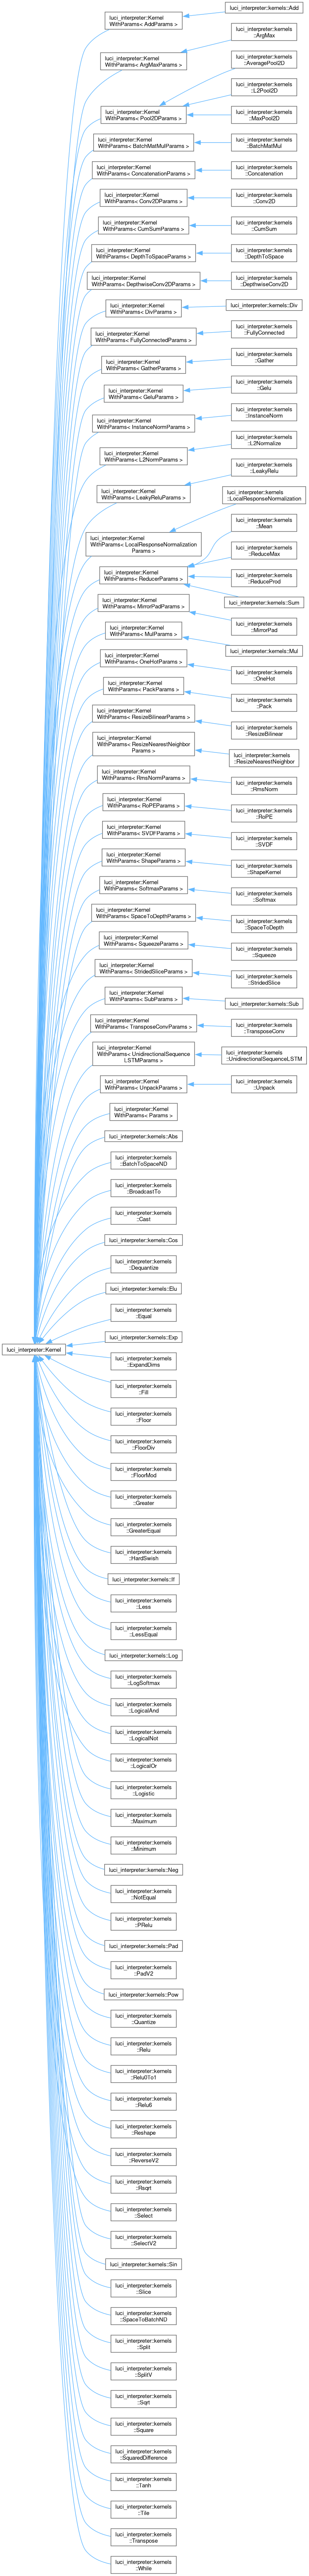 luci_interpreter::Kernel
WithParams< AddParams >
luci_interpreter::kernels::Add
luci_interpreter::Kernel
WithParams< ArgMaxParams >
luci_interpreter::kernels
::ArgMax
luci_interpreter::Kernel
WithParams< Pool2DParams >
luci_interpreter::kernels
::AveragePool2D
luci_interpreter::kernels
::L2Pool2D
luci_interpreter::kernels
::MaxPool2D
luci_interpreter::Kernel
WithParams< BatchMatMulParams >
luci_interpreter::kernels
::BatchMatMul
luci_interpreter::Kernel
WithParams< ConcatenationParams >
luci_interpreter::kernels
::Concatenation
luci_interpreter::Kernel
WithParams< Conv2DParams >
luci_interpreter::kernels
::Conv2D
luci_interpreter::Kernel
WithParams< CumSumParams >
luci_interpreter::kernels
::CumSum
luci_interpreter::Kernel
WithParams< DepthToSpaceParams >
luci_interpreter::kernels
::DepthToSpace
luci_interpreter::Kernel
WithParams< DepthwiseConv2DParams >
luci_interpreter::kernels
::DepthwiseConv2D
luci_interpreter::Kernel
WithParams< DivParams >
luci_interpreter::kernels::Div
luci_interpreter::Kernel
WithParams< FullyConnectedParams >
luci_interpreter::kernels
::FullyConnected
luci_interpreter::Kernel
WithParams< GatherParams >
luci_interpreter::kernels
::Gather
luci_interpreter::Kernel
WithParams< GeluParams >
luci_interpreter::kernels
::Gelu
luci_interpreter::Kernel
WithParams< InstanceNormParams >
luci_interpreter::kernels
::InstanceNorm
luci_interpreter::Kernel
WithParams< L2NormParams >
luci_interpreter::kernels
::L2Normalize
luci_interpreter::Kernel
WithParams< LeakyReluParams >
luci_interpreter::kernels
::LeakyRelu
luci_interpreter::Kernel
WithParams< LocalResponseNormalization
Params >
luci_interpreter::kernels
::LocalResponseNormalization
luci_interpreter::Kernel
WithParams< ReducerParams >
luci_interpreter::kernels
::Mean
luci_interpreter::kernels
::ReduceMax
luci_interpreter::kernels
::ReduceProd
luci_interpreter::kernels::Sum
luci_interpreter::Kernel
WithParams< MirrorPadParams >
luci_interpreter::kernels
::MirrorPad
luci_interpreter::Kernel
WithParams< MulParams >
luci_interpreter::kernels::Mul
luci_interpreter::Kernel
WithParams< OneHotParams >
luci_interpreter::kernels
::OneHot
luci_interpreter::Kernel
WithParams< PackParams >
luci_interpreter::kernels
::Pack
luci_interpreter::Kernel
WithParams< ResizeBilinearParams >
luci_interpreter::kernels
::ResizeBilinear
luci_interpreter::Kernel
WithParams< ResizeNearestNeighbor
Params >
luci_interpreter::kernels
::ResizeNearestNeighbor
luci_interpreter::Kernel
WithParams< RmsNormParams >
luci_interpreter::kernels
::RmsNorm
luci_interpreter::Kernel
WithParams< RoPEParams >
luci_interpreter::kernels
::RoPE
luci_interpreter::Kernel
WithParams< SVDFParams >
luci_interpreter::kernels
::SVDF
luci_interpreter::Kernel
WithParams< ShapeParams >
luci_interpreter::kernels
::ShapeKernel
luci_interpreter::Kernel
WithParams< SoftmaxParams >
luci_interpreter::kernels
::Softmax
luci_interpreter::Kernel
WithParams< SpaceToDepthParams >
luci_interpreter::kernels
::SpaceToDepth
luci_interpreter::Kernel
WithParams< SqueezeParams >
luci_interpreter::kernels
::Squeeze
luci_interpreter::Kernel
WithParams< StridedSliceParams >
luci_interpreter::kernels
::StridedSlice
luci_interpreter::Kernel
WithParams< SubParams >
luci_interpreter::kernels::Sub
luci_interpreter::Kernel
WithParams< TransposeConvParams >
luci_interpreter::kernels
::TransposeConv
luci_interpreter::Kernel
WithParams< UnidirectionalSequence
LSTMParams >
luci_interpreter::kernels
::UnidirectionalSequenceLSTM
luci_interpreter::Kernel
WithParams< UnpackParams >
luci_interpreter::kernels
::Unpack
luci_interpreter::Kernel
WithParams< Params >
luci_interpreter::kernels::Abs
luci_interpreter::kernels
::BatchToSpaceND
luci_interpreter::kernels
::BroadcastTo
luci_interpreter::kernels
::Cast
luci_interpreter::kernels::Cos
luci_interpreter::kernels
::Dequantize
luci_interpreter::kernels::Elu
luci_interpreter::kernels
::Equal
luci_interpreter::kernels::Exp
luci_interpreter::Kernel
luci_interpreter::kernels
::ExpandDims
luci_interpreter::kernels
::Fill
luci_interpreter::kernels
::Floor
luci_interpreter::kernels
::FloorDiv
luci_interpreter::kernels
::FloorMod
luci_interpreter::kernels
::Greater
luci_interpreter::kernels
::GreaterEqual
luci_interpreter::kernels
::HardSwish
luci_interpreter::kernels::If
luci_interpreter::kernels
::Less
luci_interpreter::kernels
::LessEqual
luci_interpreter::kernels::Log
luci_interpreter::kernels
::LogSoftmax
luci_interpreter::kernels
::LogicalAnd
luci_interpreter::kernels
::LogicalNot
luci_interpreter::kernels
::LogicalOr
luci_interpreter::kernels
::Logistic
luci_interpreter::kernels
::Maximum
luci_interpreter::kernels
::Minimum
luci_interpreter::kernels::Neg
luci_interpreter::kernels
::NotEqual
luci_interpreter::kernels
::PRelu
luci_interpreter::kernels::Pad
luci_interpreter::kernels
::PadV2
luci_interpreter::kernels::Pow
luci_interpreter::kernels
::Quantize
luci_interpreter::kernels
::Relu
luci_interpreter::kernels
::Relu0To1
luci_interpreter::kernels
::Relu6
luci_interpreter::kernels
::Reshape
luci_interpreter::kernels
::ReverseV2
luci_interpreter::kernels
::Rsqrt
luci_interpreter::kernels
::Select
luci_interpreter::kernels
::SelectV2
luci_interpreter::kernels::Sin
luci_interpreter::kernels
::Slice
luci_interpreter::kernels
::SpaceToBatchND
luci_interpreter::kernels
::Split
luci_interpreter::kernels
::SplitV
luci_interpreter::kernels
::Sqrt
luci_interpreter::kernels
::Square
luci_interpreter::kernels
::SquaredDifference
luci_interpreter::kernels
::Tanh
luci_interpreter::kernels
::Tile
luci_interpreter::kernels
::Transpose
luci_interpreter::kernels
::While